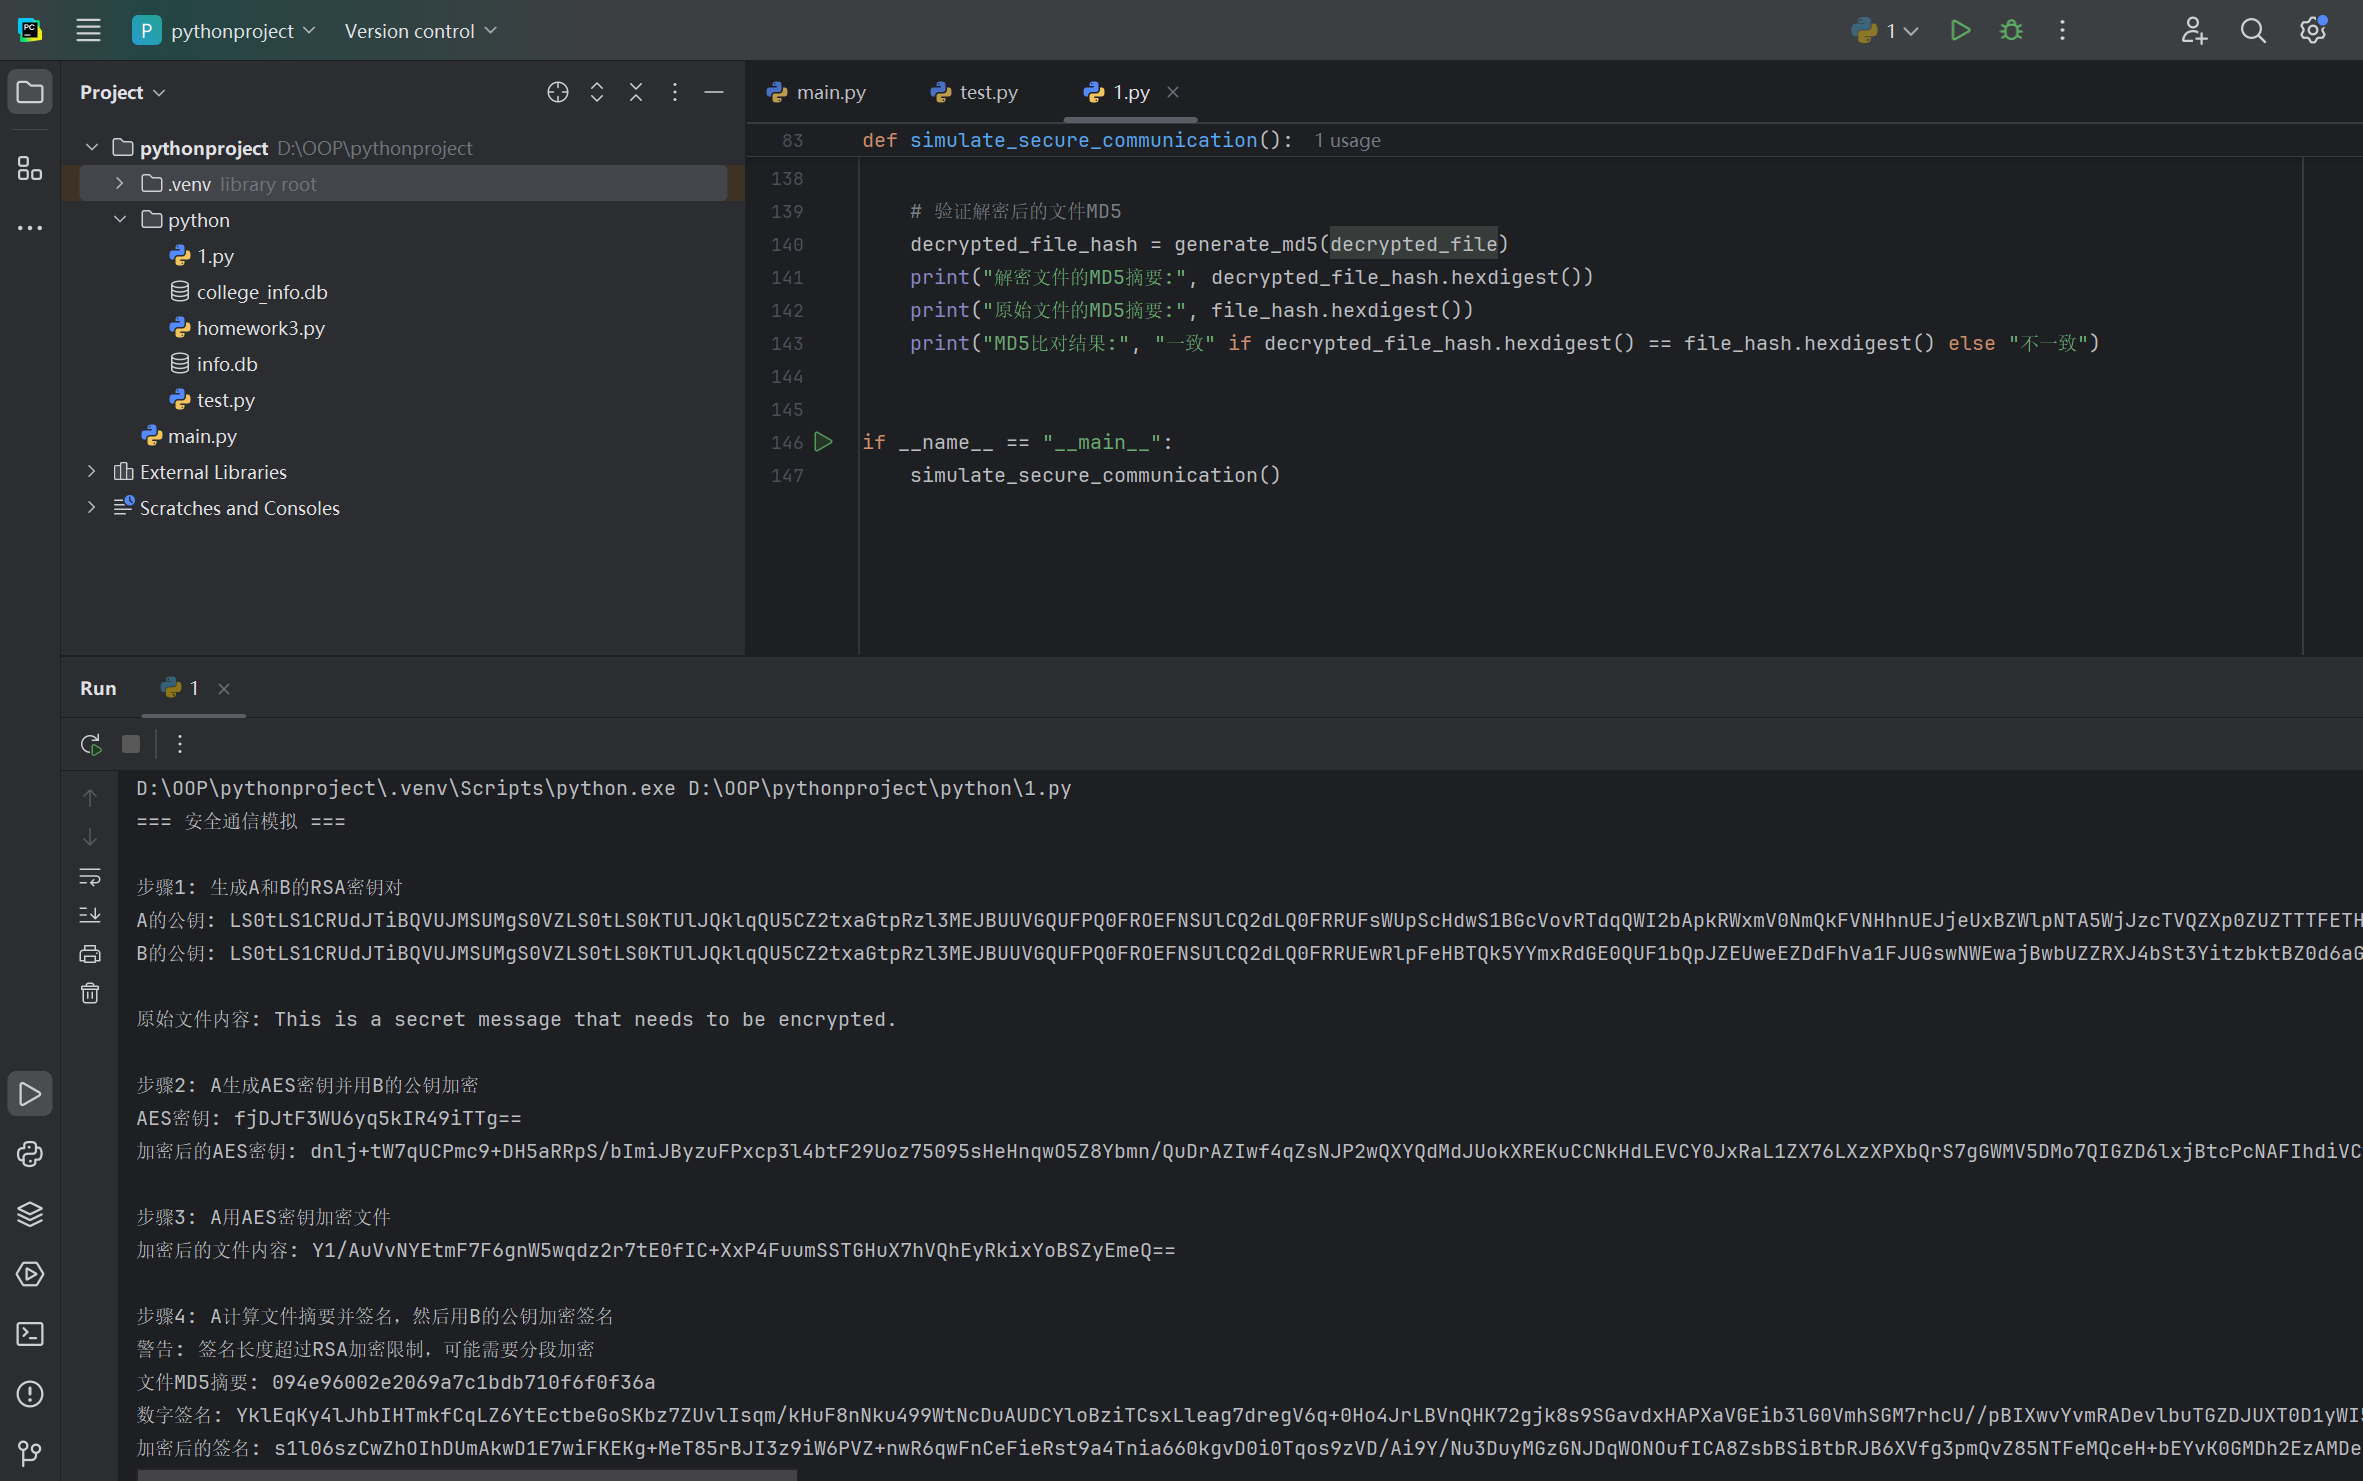 P pythonproject Version control 1
Project
main.py test.py 1.py
pythonproject D:\OOP\pythonproject
.venv library root
python
1.py
college_info.db
homework3.py
info.db
test.py
main.py
External Libraries
Scratches and Consoles
83 def simulate_secure_communication(): 1 usage
138
139 # 验证解密后的文件MD5
140 decrypted_file_hash = generate_md5(decrypted_file)
141 print("解密文件的MD5摘要:", decrypted_file_hash.hexdigest())
142 print("原始文件的MD5摘要:", file_hash.hexdigest())
143 print("MD5比对结果:", "一致" if decrypted_file_hash.hexdigest() == file_hash.hexdigest() else "不一致")
144
145
146 if __name__ == "__main__":
147 simulate_secure_communication()
Run 1
D:\OOP\pythonproject\.venv\Scripts\python.exe D:\OOP\pythonproject\python\1.py
=== 安全通信模拟 ===
步骤1: 生成A和B的RSA密钥对
A的公钥: LS0tLS1CRUdJTiBQVUJMSUMgS0VZLS0tLS0KTUlJQklqQU5CZ2txaGtpRzl3MEJBUUVGQUFPQ0FROEFNSUlCQ2dLQ0FRRUFsWUpScHdwS1BGcVovRTdqQWI2bApkRWxmV0NmQkFVNHhnUEJjeUxBZWlpNTA5WjJzcTVQZXp0ZUZTTTFETH
B的公钥: LS0tLS1CRUdJTiBQVUJMSUMgS0VZLS0tLS0KTUlJQklqQU5CZ2txaGtpRzl3MEJBUUVGQUFPQ0FROEFNSUlCQ2dLQ0FRRUEwRlpFeHBTQk5YYmxRdGE0QUF1bQpJZEUweEZDdFhVa1FJUGswNWEwajBwbUZZRXJ4bSt3YitzbktBZ0d6aG
原始文件内容: This is a secret message that needs to be encrypted.
步骤2: A生成AES密钥并用B的公钥加密
AES密钥: fjDJtF3WU6yq5kIR49iTTg==
加密后的AES密钥: dnlj+tW7qUCPmc9+DH5aRRpS/bImiJByzuFPxcp3l4btF29Uoz75095sHeHnqwO5Z8Ybmn/QuDrAZIwf4qZsNJP2wQXYQdMdJUokXREKuCCNkHdLEVCY0JxRaL1ZX76LXzXPXbQrS7gGWMV5DMo7QIGZD6lxjBtcPcNAFIhdiVC
步骤3: A用AES密钥加密文件
加密后的文件内容: Y1/AuVvNYEtmF7F6gnW5wqdz2r7tE0fIC+XxP4FuumSSTGHuX7hVQhEyRkixYoBSZyEmeQ==
步骤4: A计算文件摘要并签名，然后用B的公钥加密签名
警告: 签名长度超过RSA加密限制，可能需要分段加密
文件MD5摘要: 094e96002e2069a7c1bdb710f6f0f36a
数字签名: YklEqKy4lJhbIHTmkfCqLZ6YtEctbeGoSKbz7ZUvlIsqm/kHuF8nNku499WtNcDuAUDCYloBziTCsxLleag7dregV6q+0Ho4JrLBVnQHK72gjk8s9SGavdxHAPXaVGEib3lG0VmhSGM7rhcU//pBIXwvYvmRADevlbuTGZDJUXT0D1yWI5
加密后的签名: s1l06szCwZhOIhDUmAkwD1E7wiFKEKg+MeT85rBJI3z9iW6PVZ+nwR6qwFnCeFieRst9a4Tnia660kgvD0i0Tqos9zVD/Ai9Y/Nu3DuyMGzGNJDqWONOufICA8ZsbBSiBtbRJB6XVfg3pmQvZ85NTFeMQceH+bEYvK0GMDh2EzAMDe